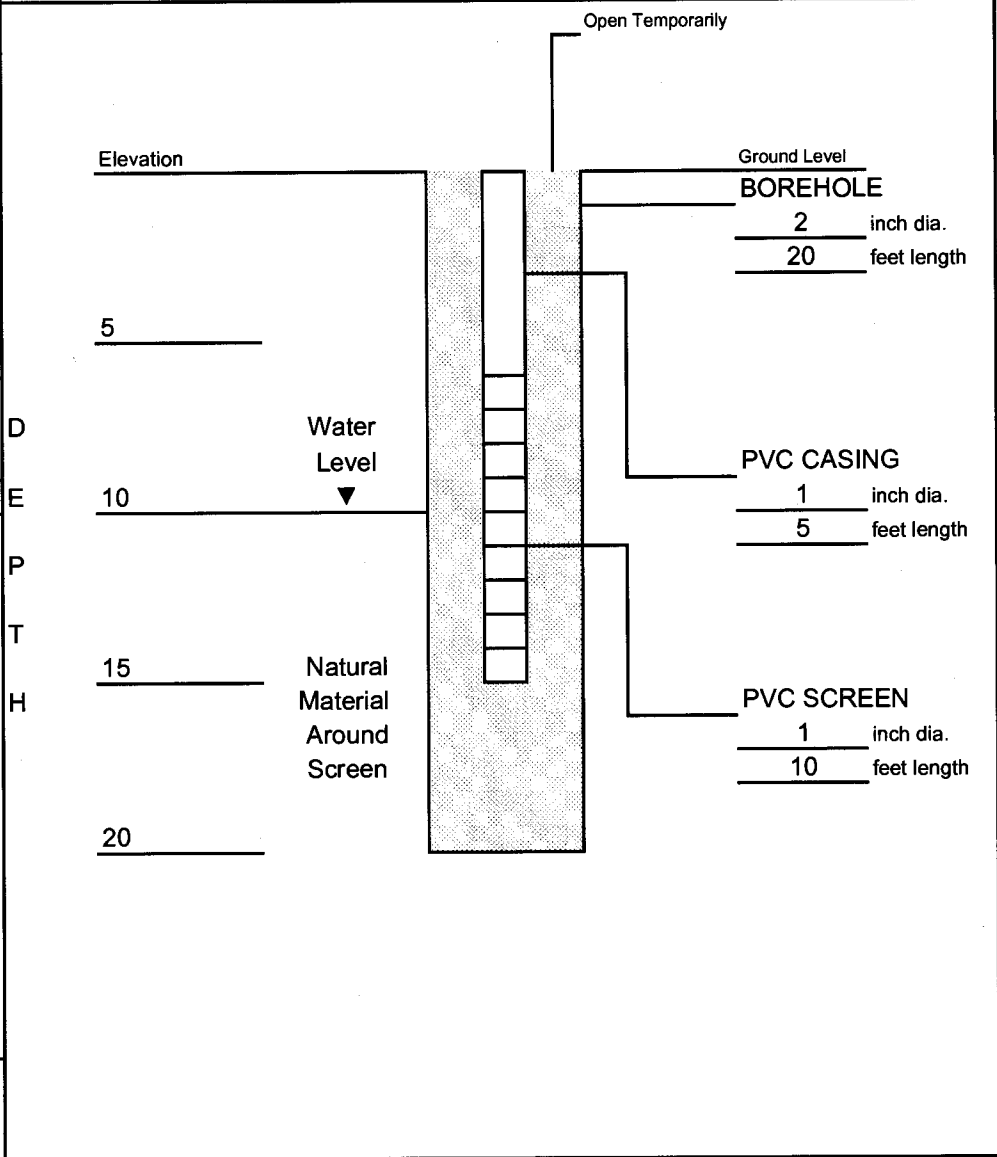 Open Temporarily
Elevation
Ground Level
BOREHOLE
2 inch dia.
20 feet length
5
D
E
P
T
H
Water
Level
10
PVC CASING
1 inch dia.
5 feet length
15
Natural
Material
Around
Screen
PVC SCREEN
1 inch dia.
10 feet length
20